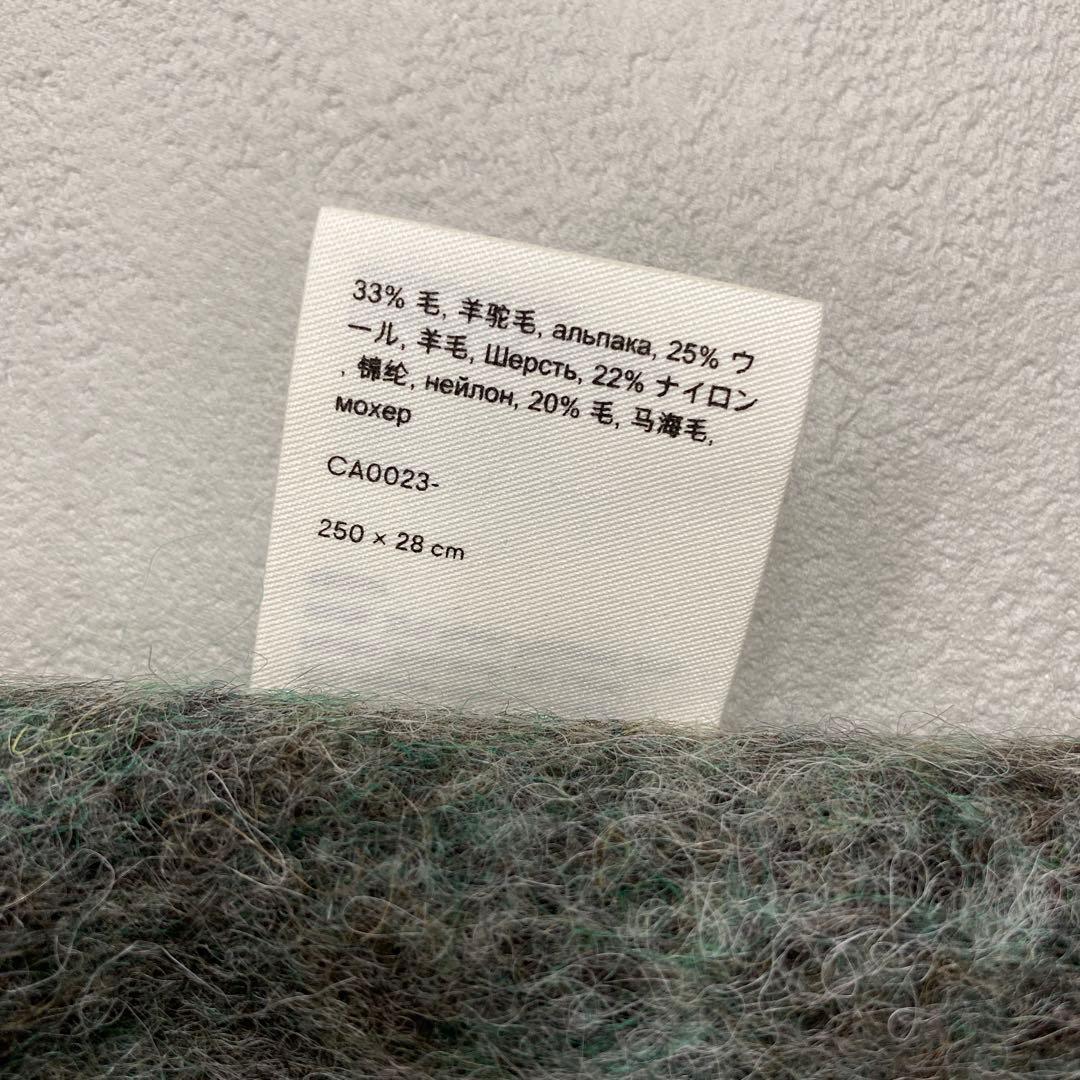 33% 毛, 羊驼毛, альпака, 25% ウ
ール, 羊毛, Шерсть, 22% ナイロン
, 锦纶, нейлон, 20% 毛, 马海毛,
мохер
CA0023-
250 × 28 cm